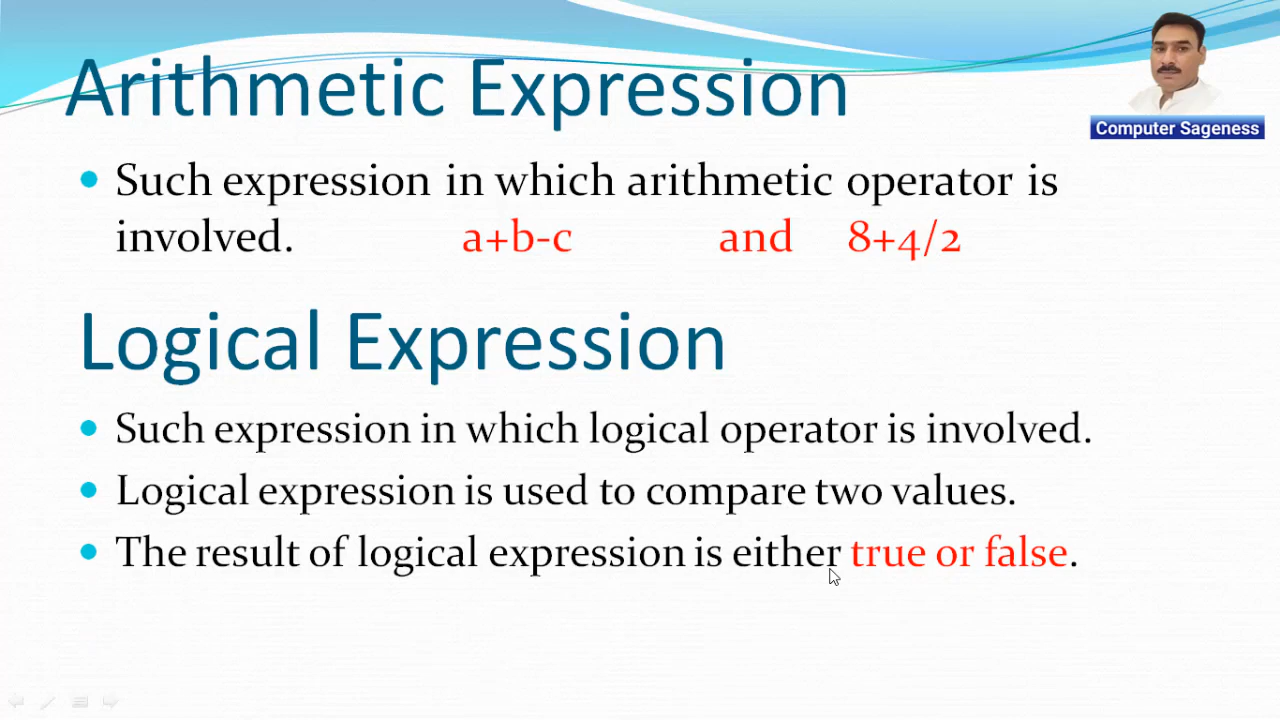 Arithmetic Expression
Computer Sageness
• Such expression in which arithmetic operator is
involved. a+b-c and 8+4/2
Logical Expression
• Such expression in which logical operator is involved.
• Logical expression is used to compare two values.
• The result of logical expression is either true or false.